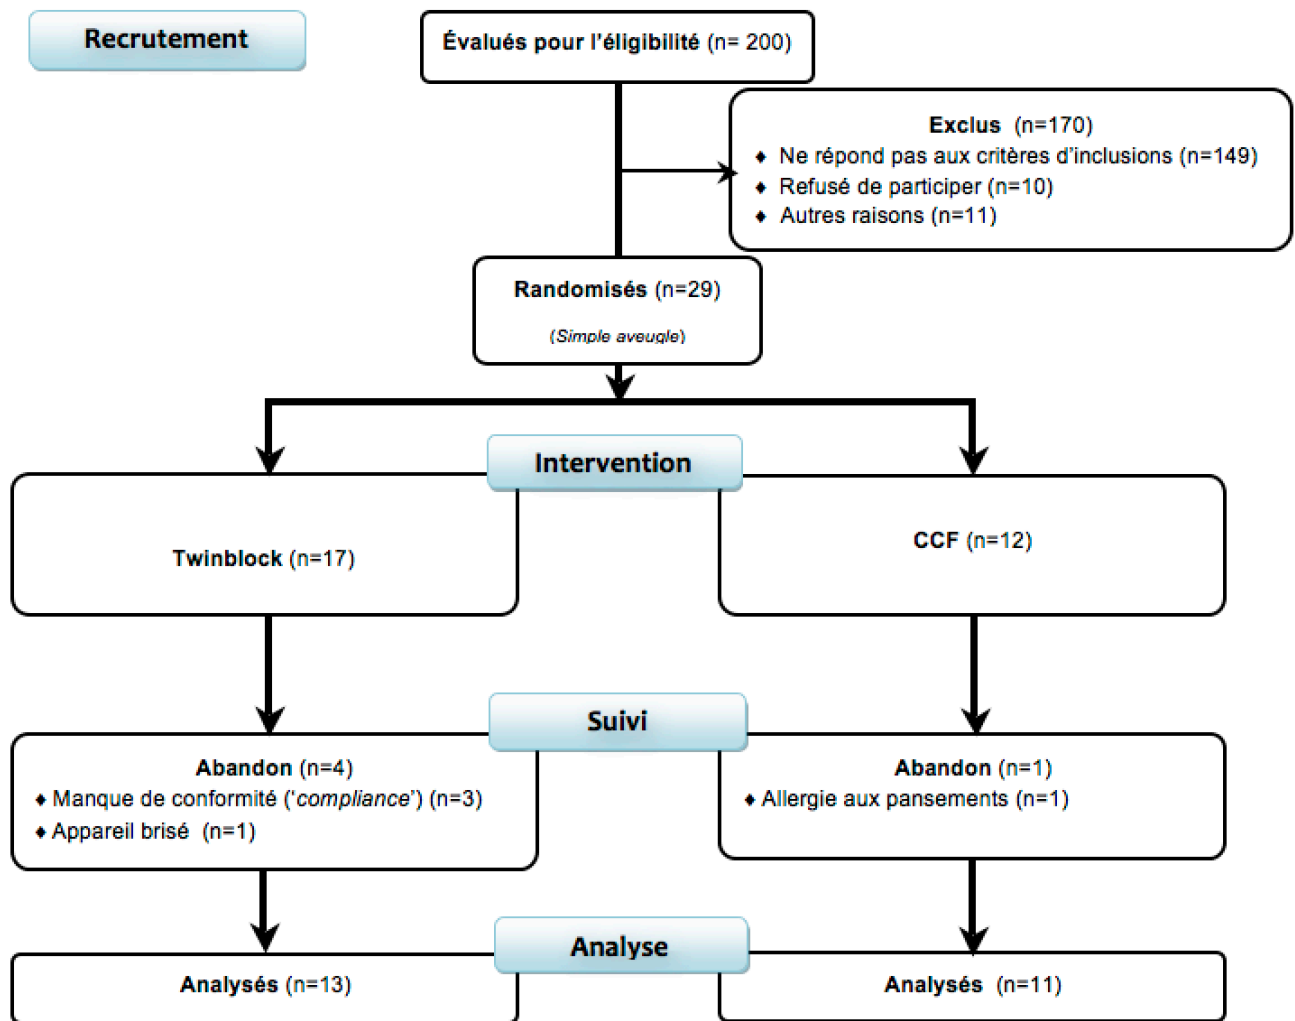 Recrutement
Évalués pour l'éligibilité (n= 200)
Exclus (n=170)
♦ Ne répond pas aux critères d'inclusions (n=149)
♦ Refusé de participer (n=10)
♦ Autres raisons (n=11)
Randomisés (n=29)
(Simple aveugle)
Intervention
Twinblock (n=17)
CCF (n=12)
Suivi
Abandon (n=4)
♦ Manque de conformité ('compliance') (n=3)
♦ Appareil brisé (n=1)
Abandon (n=1)
♦ Allergie aux pansements (n=1)
Analyse
Analysés (n=13)
Analysés (n=11)